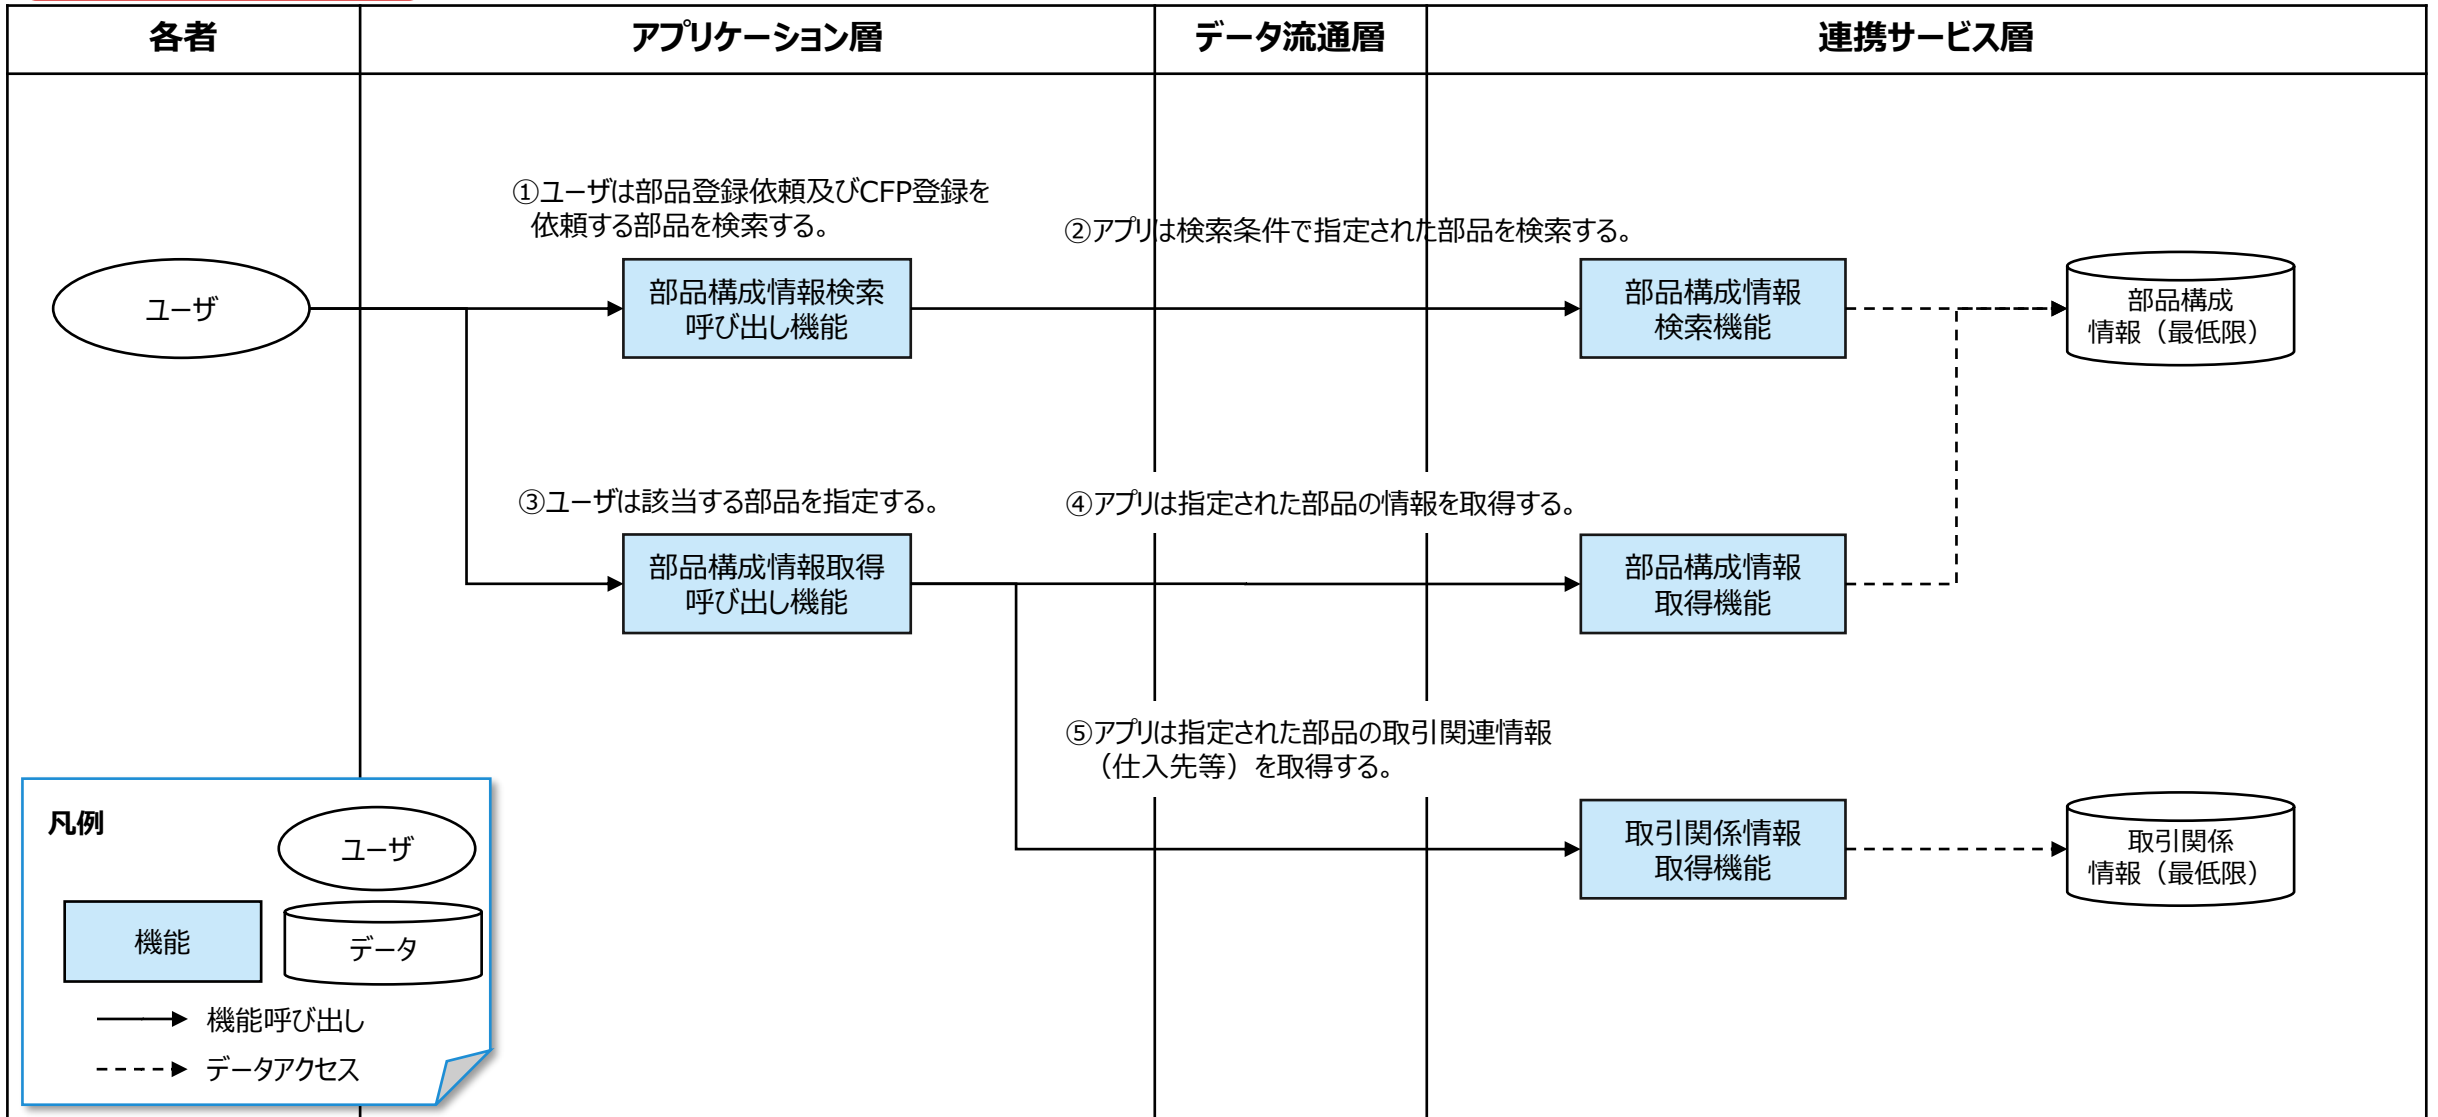 各者
アプリケーション層
データ流通層
連携サービス層
①ユーザは部品登録依頼及びCFP登録を
依頼する部品を検索する。
②アプリは検索条件で指定された部品を検索する。
ユーザ
部品構成情報検索
呼び出し機能
部品構成情報
検索機能
部品構成
情報（最低限）
③ユーザは該当する部品を指定する。
④アプリは指定された部品の情報を取得する。
部品構成情報取得
呼び出し機能
部品構成情報
取得機能
⑤アプリは指定された部品の取引関連情報
（仕入先等）を取得する。
取引関係情報
取得機能
取引関係
情報（最低限）
凡例
ユーザ
機能
データ
機能呼び出し
データアクセス